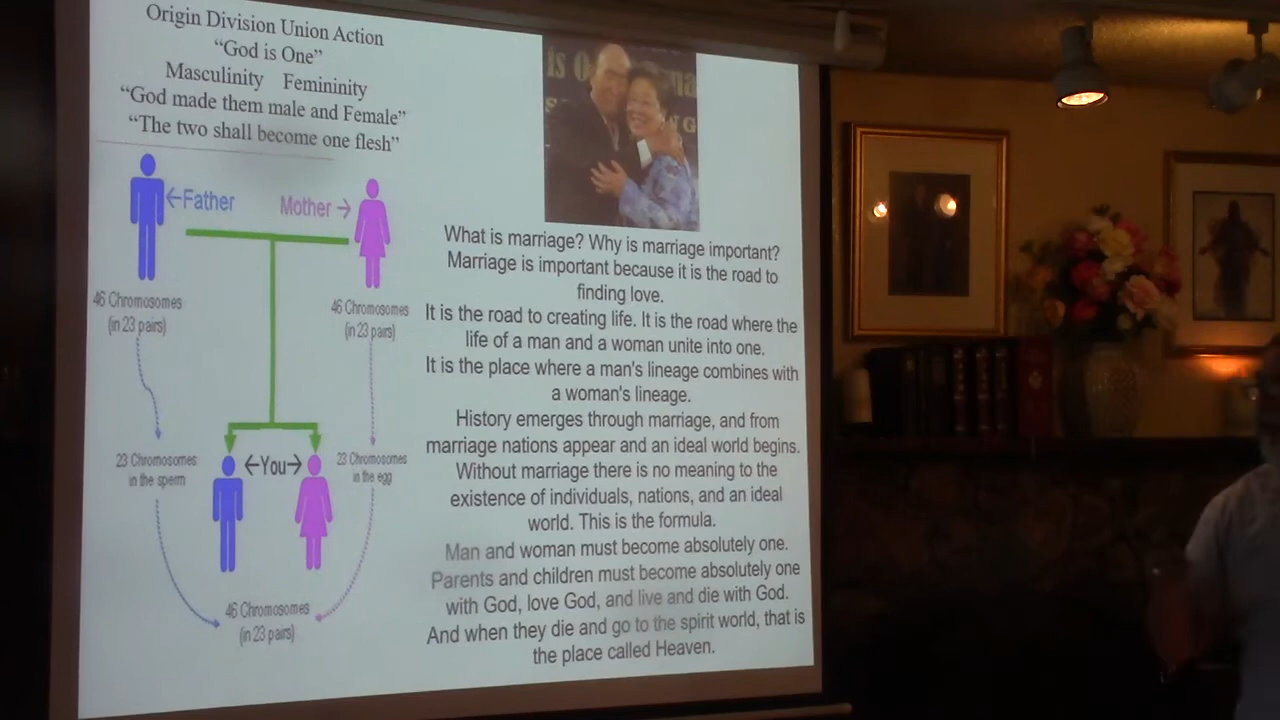 Origin Division Union Action
“God is One”
Masculinity Femininity
“God made them male and Female”
“The two shall become one flesh”
←Father
Mother→
46 Chromosomes
(in 23 pairs)
46 Chromosomes
(in 23 pairs)
23 Chromosomes
in the sperm
←You→
23 Chromosomes
in the egg
46 Chromosomes
(in 23 pairs)
is O
What is marriage? Why is marriage important?
Marriage is important because it is the road to
finding love.
It is the road to creating life. It is the road where the
life of a man and a woman unite into one.
It is the place where a man's lineage combines with
a woman's lineage.
History emerges through marriage, and from
marriage nations appear and an ideal world begins.
Without marriage there is no meaning to the
existence of individuals, nations, and an ideal
world. This is the formula.
Man and woman must become absolutely one.
Parents and children must become absolutely one
with God, love God, and live and die with God.
And when they die and go to the spirit world, that is
the place called Heaven.